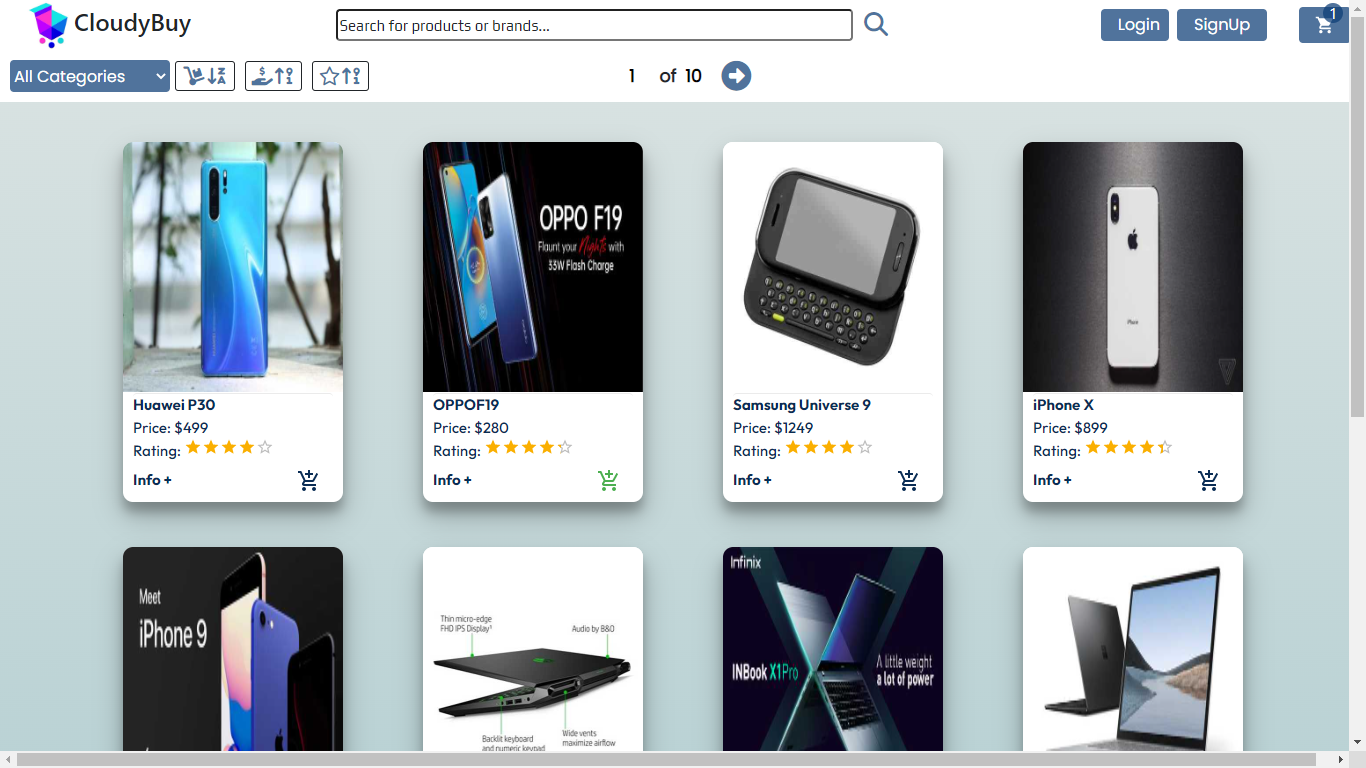 CloudyBuy
Search for products or brands...
Login
SignUp
1
All Categories
1 of 10
OPPO F19
Flaunt your Nights with
33W Flash Charge
iPhone
Huawei P30
Price: $499
Rating:
Info +
OPPOF19
Price: $280
Rating:
Info +
Samsung Universe 9
Price: $1249
Rating:
Info +
iPhone X
Price: $899
Rating:
Info +
Meet
iPhone 9
Thin micro-edge
FHD IPS Display¹
Audio by B&O
Backlit keyboard
and numeric keypad
Wide vents
maximize airflow
Infinix
INBook X1Pro
A little weight
a lot of power